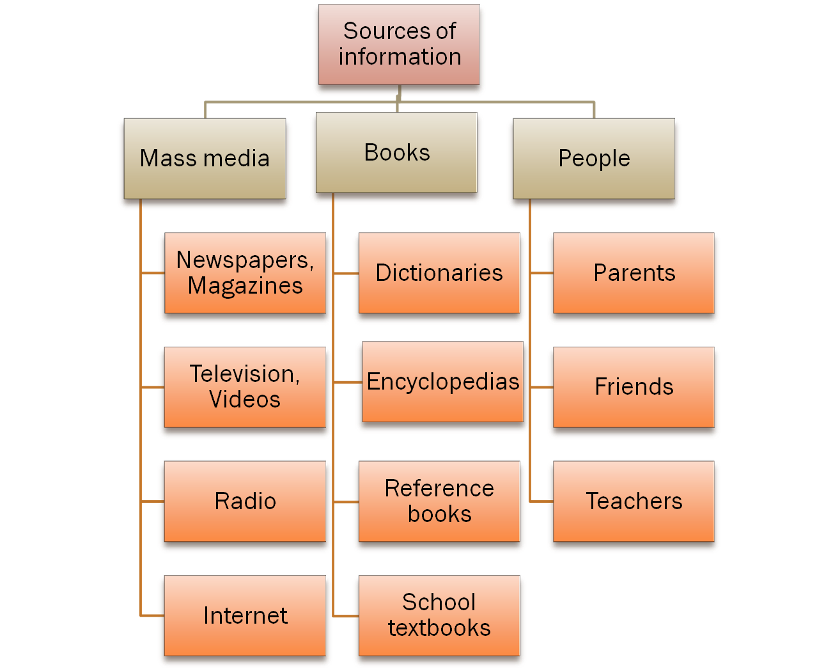 Sources of
information
Mass media
Books
People
Newspapers,
Magazines
Television,
Videos
Radio
Internet
Dictionaries
Encyclopedias
Reference
books
School
textbooks
Parents
Friends
Teachers